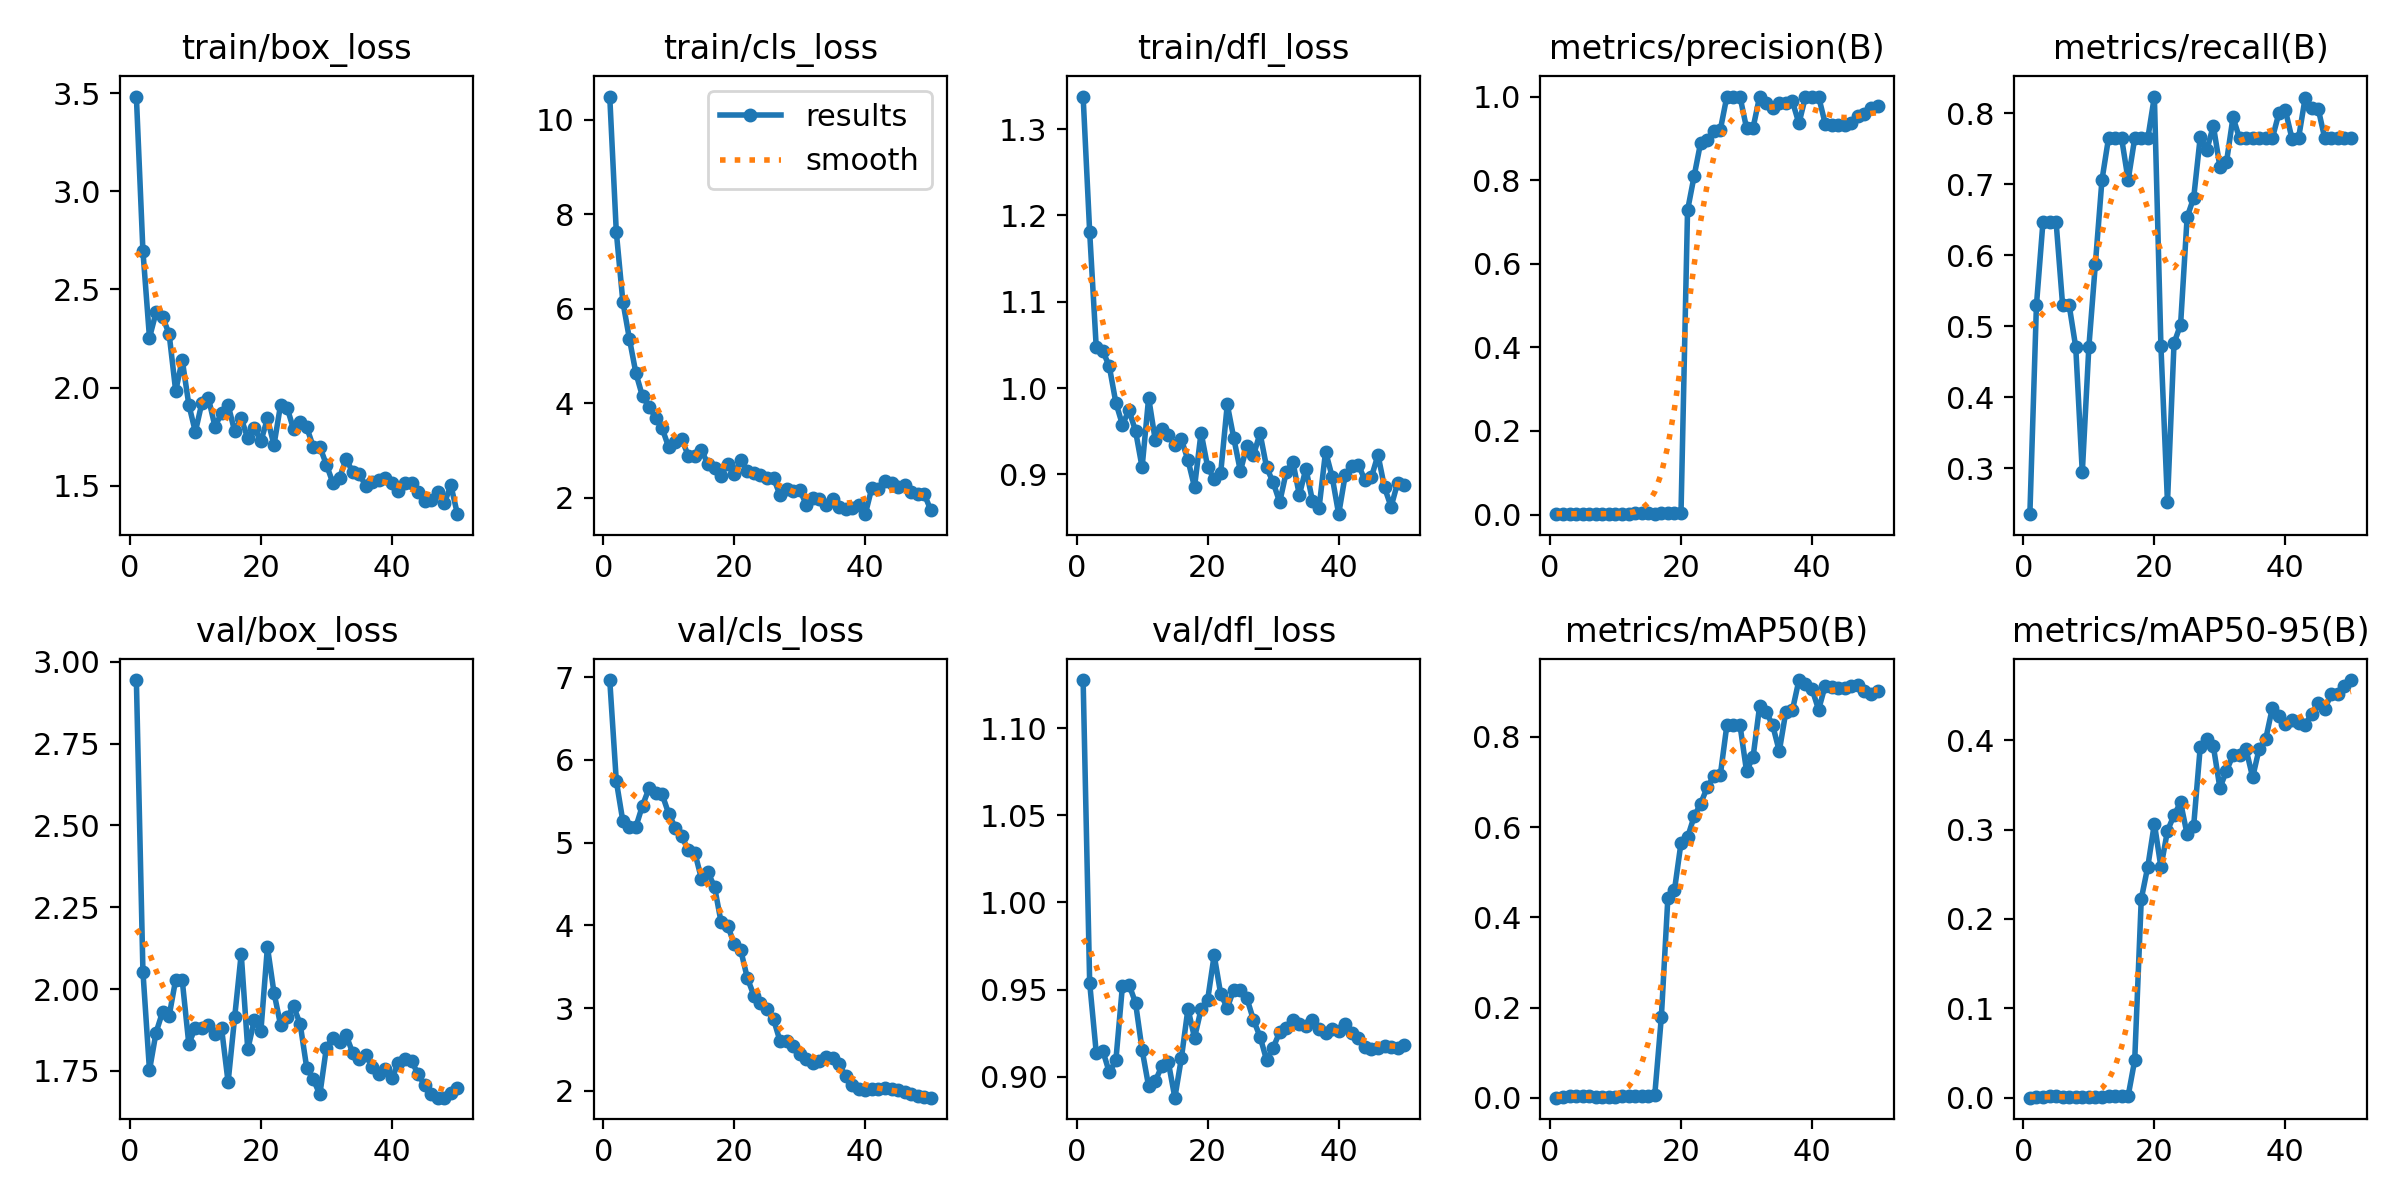 train/box_loss
3.5
3.0
2.5
2.0
1.5
0 20 40
train/cls_loss
results
smooth
10
8
6
4
2
0 20 40
train/dfl_loss
1.3
1.2
1.1
1.0
0.9
0 20 40
metrics/precision(B)
1.0
0.8
0.6
0.4
0.2
0.0
0 20 40
metrics/recall(B)
0.8
0.7
0.6
0.5
0.4
0.3
0 20 40
val/box_loss
3.00
2.75
2.50
2.25
2.00
1.75
0 20 40
val/cls_loss
7
6
5
4
3
2
0 20 40
val/dfl_loss
1.10
1.05
1.00
0.95
0.90
0 20 40
metrics/mAP50(B)
0.8
0.6
0.4
0.2
0.0
0 20 40
metrics/mAP50-95(B)
0.4
0.3
0.2
0.1
0.0
0 20 40